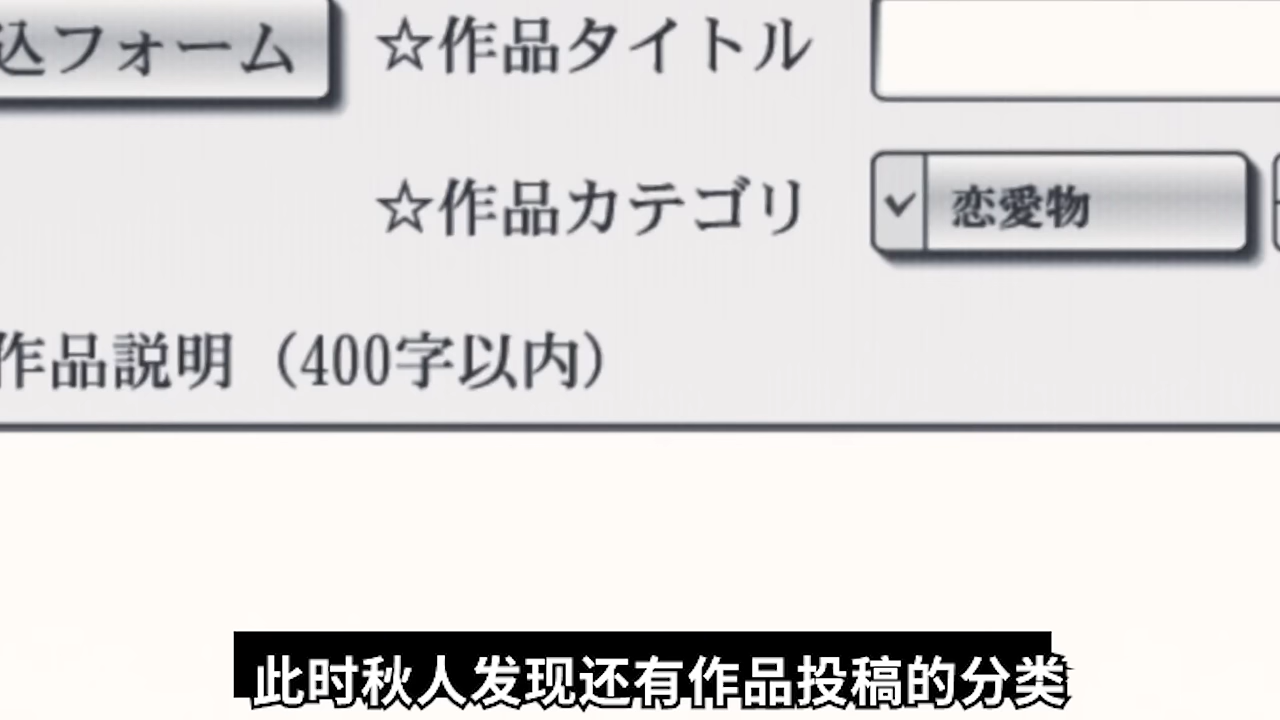 込フォーム ☆作品タイトル
☆作品カテゴリ 恋愛物
作品説明（400字以内）
此时秋人发现还有作品投稿的分类